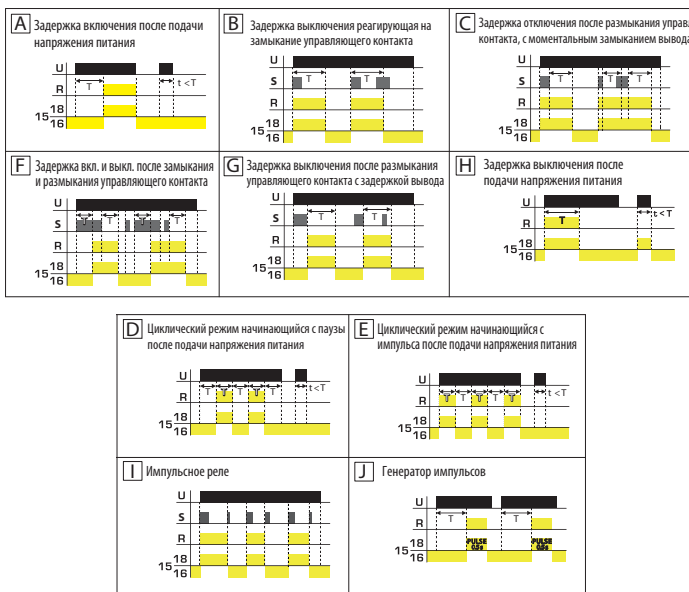 A Задержка включения после подачи
напряжения питания
U
T
t < T
R
18
15
16
B Задержка выключения реагирующая на
замыкание управляющего контакта
U
T T
S
R
18
15
16
C Задержка отключения после размыкания управл
контакта, с моментальным замыканием вывода
U
T T T
S
R
18
15
16
F Задержка вкл. и выкл. после замыкания
и размыкания управляющего контакта
U
T T T T
S
R
18
15
16
G Задержка выключения после размыкания
управляющего контакта с задержкой вывода
U
T T
S
R
18
15
16
H Задержка выключения после
подачи напряжения питания
U
t < T
R T
18
15
16
D Циклический режим начинающийся с паузы
после подачи напряжения питания
U
T T T T T t < T
R
18
15
16
E Циклический режим начинающийся с
импульса после подачи напряжения питания
U
T T T T T t < T
R
18
15
16
I Импульсное реле
U
S
R
18
15
16
J Генератор импульсов
U
T T
R
18 PULSE PULSE
0.5s 0.5s
15
16